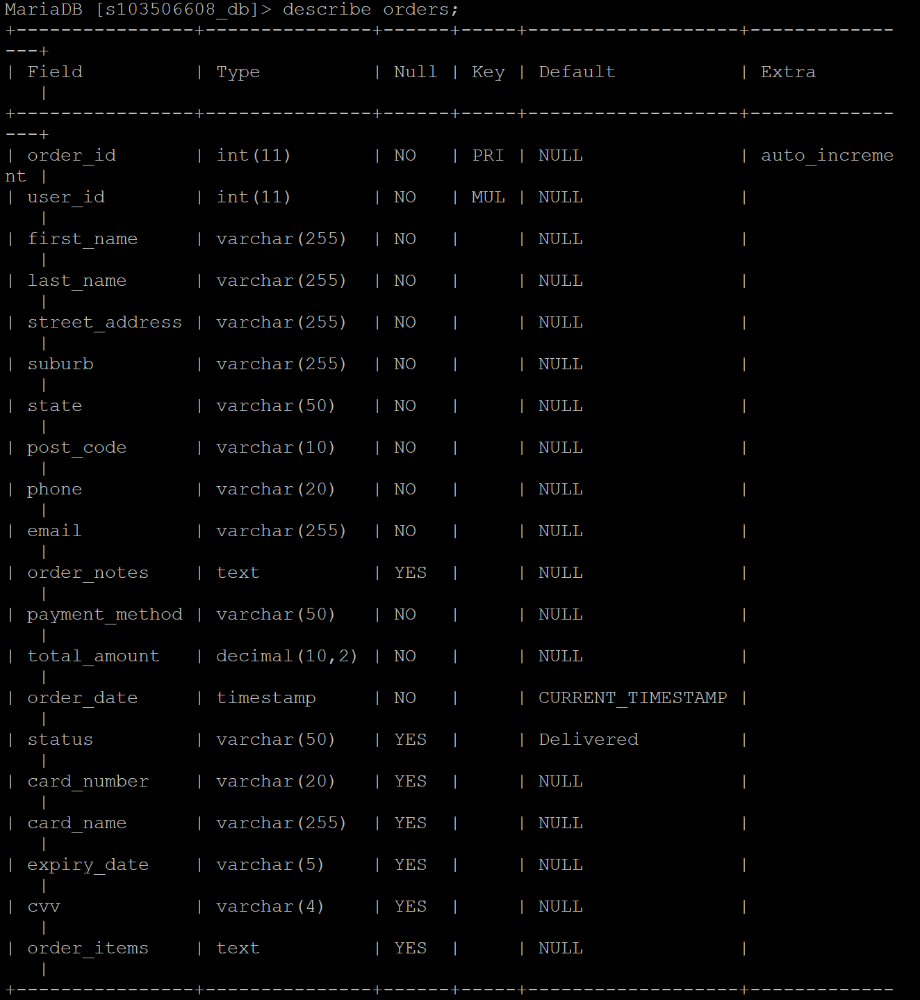 MariaDB [s103506608_db]> describe orders;
+----------------+---------------+------+-----+-------------------+-------------
---+
| Field          | Type          | Null | Key | Default           | Extra
   |
+----------------+---------------+------+-----+-------------------+-------------
---+
| order_id       | int(11)       | NO   | PRI | NULL              | auto_increme
nt |
| user_id        | int(11)       | NO   | MUL | NULL              |
   |
| first_name     | varchar(255)  | NO   |     | NULL              |
   |
| last_name      | varchar(255)  | NO   |     | NULL              |
   |
| street_address | varchar(255)  | NO   |     | NULL              |
   |
| suburb         | varchar(255)  | NO   |     | NULL              |
   |
| state          | varchar(50)   | NO   |     | NULL              |
   |
| post_code      | varchar(10)   | NO   |     | NULL              |
   |
| phone          | varchar(20)   | NO   |     | NULL              |
   |
| email          | varchar(255)  | NO   |     | NULL              |
   |
| order_notes    | text          | YES  |     | NULL              |
   |
| payment_method | varchar(50)   | NO   |     | NULL              |
   |
| total_amount   | decimal(10,2) | NO   |     | NULL              |
   |
| order_date     | timestamp     | NO   |     | CURRENT_TIMESTAMP |
   |
| status         | varchar(50)   | YES  |     | Delivered         |
   |
| card_number    | varchar(20)   | YES  |     | NULL              |
   |
| card_name      | varchar(255)  | YES  |     | NULL              |
   |
| expiry_date    | varchar(5)    | YES  |     | NULL              |
   |
| cvv            | varchar(4)    | YES  |     | NULL              |
   |
| order_items    | text          | YES  |     | NULL              |
   |
+----------------+---------------+------+-----+-------------------+-------------